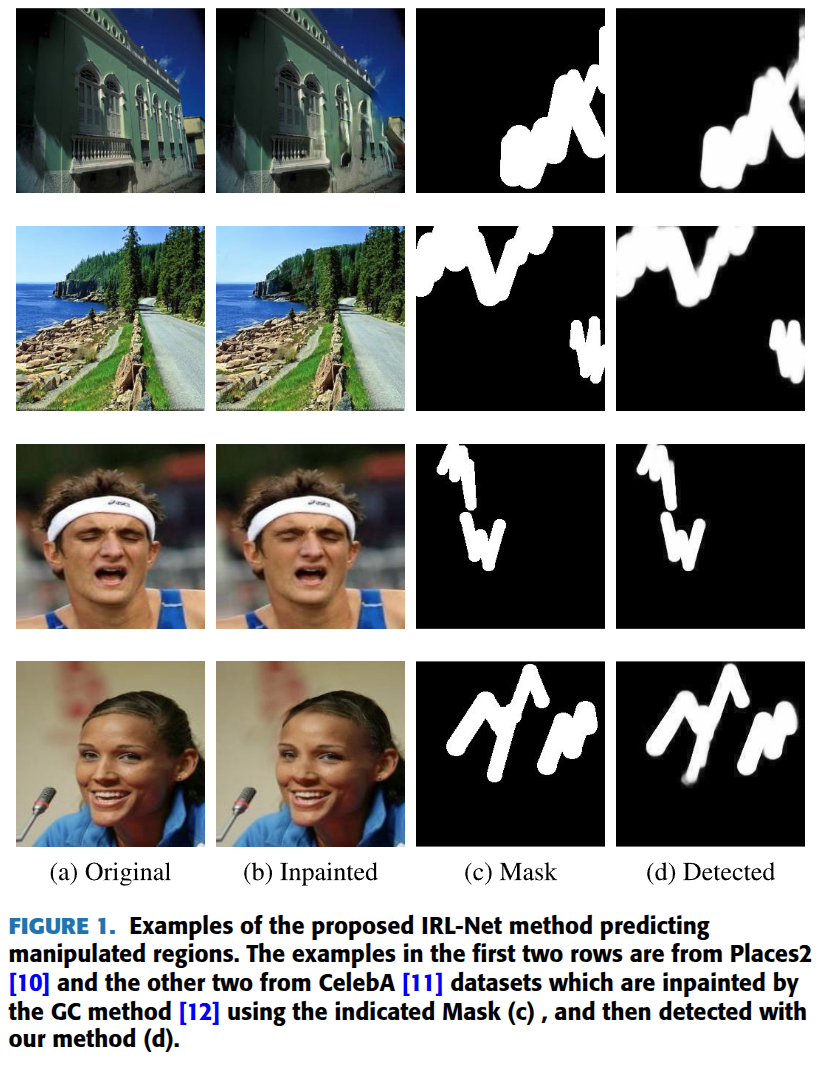 (a) Original
(b) Inpainted
(c) Mask
(d) Detected
FIGURE 1. Examples of the proposed IRL-Net method predicting
manipulated regions. The examples in the first two rows are from Places2
[10] and the other two from CelebA [11] datasets which are inpainted by
the GC method [12] using the indicated Mask (c) , and then detected with
our method (d).